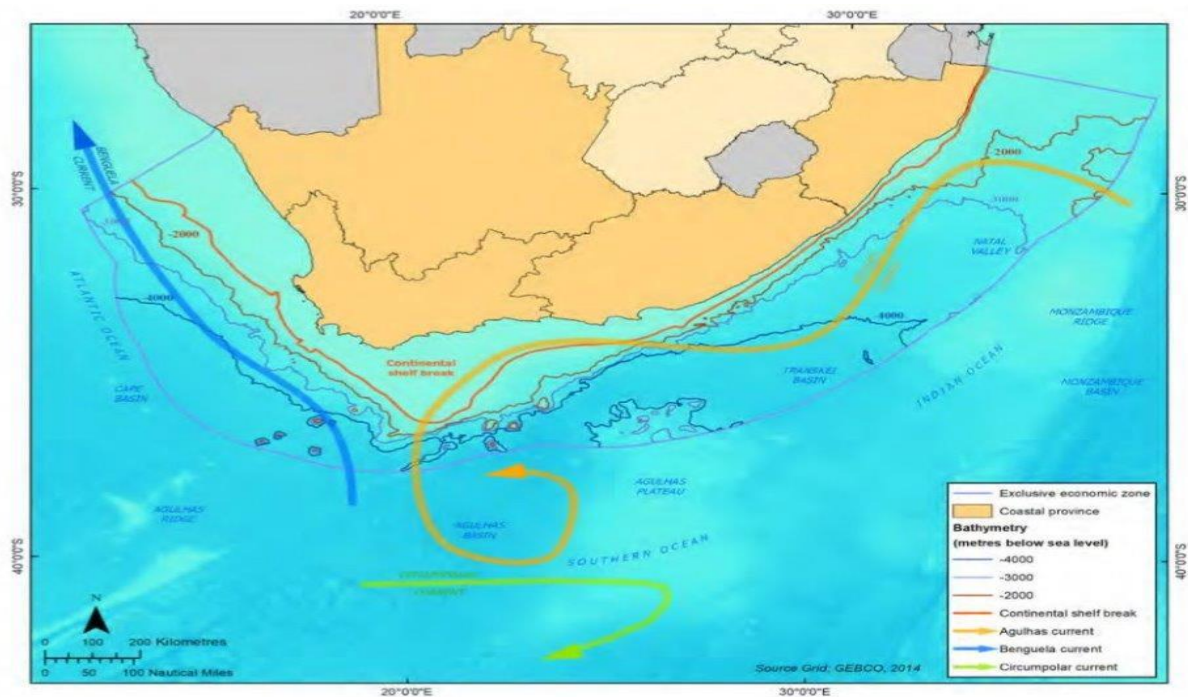 20°0'0"E
30°0'0"E
BENGUELA
CURRENT
-2000
30°0'0"S
30°0'0"S
-3000
-3000
-2000
NATAL
VALLEY
-4000
-4000
ATLANTIC OCEAN
MONZAMBIQUE
RIDGE
Continental
shelf break
CAPE
BASIN
TRANSKEI
BASIN
INDIAN OCEAN
MONZAMBIQUE
BASIN
AGULHAS
PLATEAU
AGULHAS
RIDGE
AGULHAS
BASIN
SOUTHERN OCEAN
40°0'0"S
40°0'0"S
CURRENT
N
0 100 200 Kilometres
0 50 100 Nautical Miles
Exclusive economic zone
Coastal province
Bathymetry
(metres below sea level)
-4000
-3000
-2000
Continental shelf break
Agulhas current
Benguela current
Circumpolar current
Source Grid: GEBCO, 2014
20°0'0"E
30°0'0"E